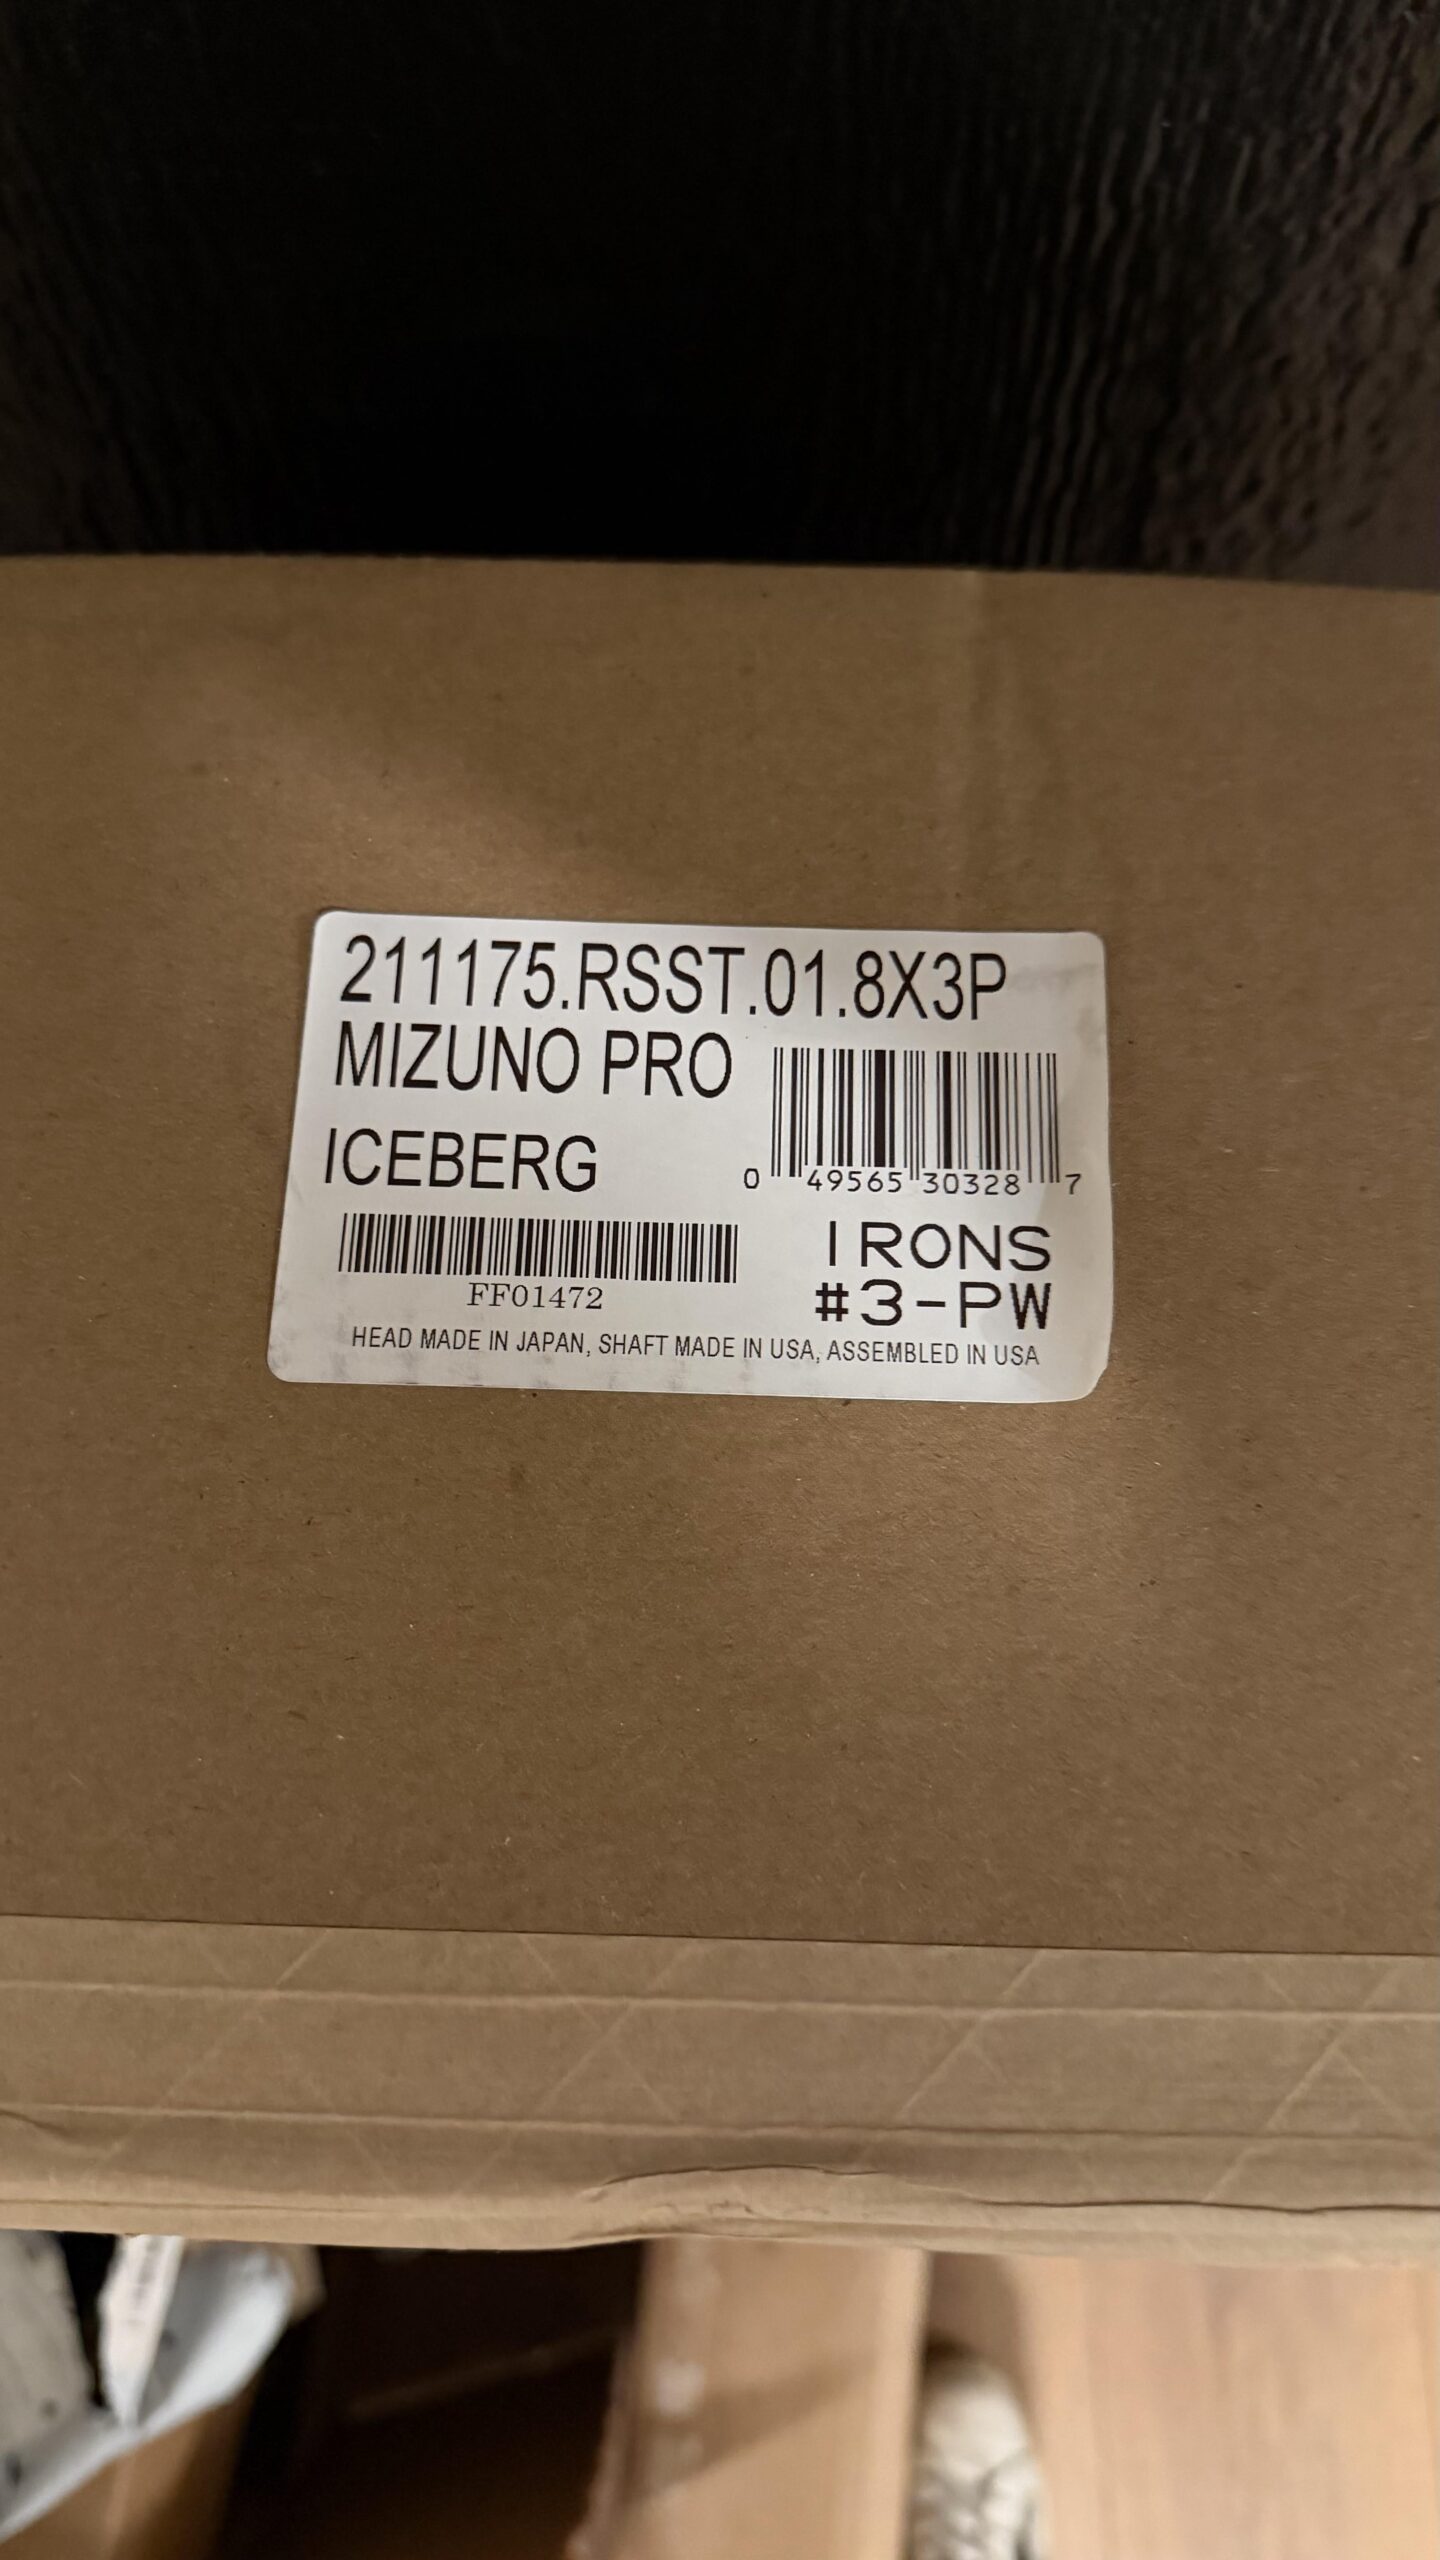 211175.RSST.01.8X3P
MIZUNO PRO
ICEBERG
0 49565 30328 7
FF01472
IRONS
#3-PW
HEAD MADE IN JAPAN, SHAFT MADE IN USA, ASSEMBLED IN USA